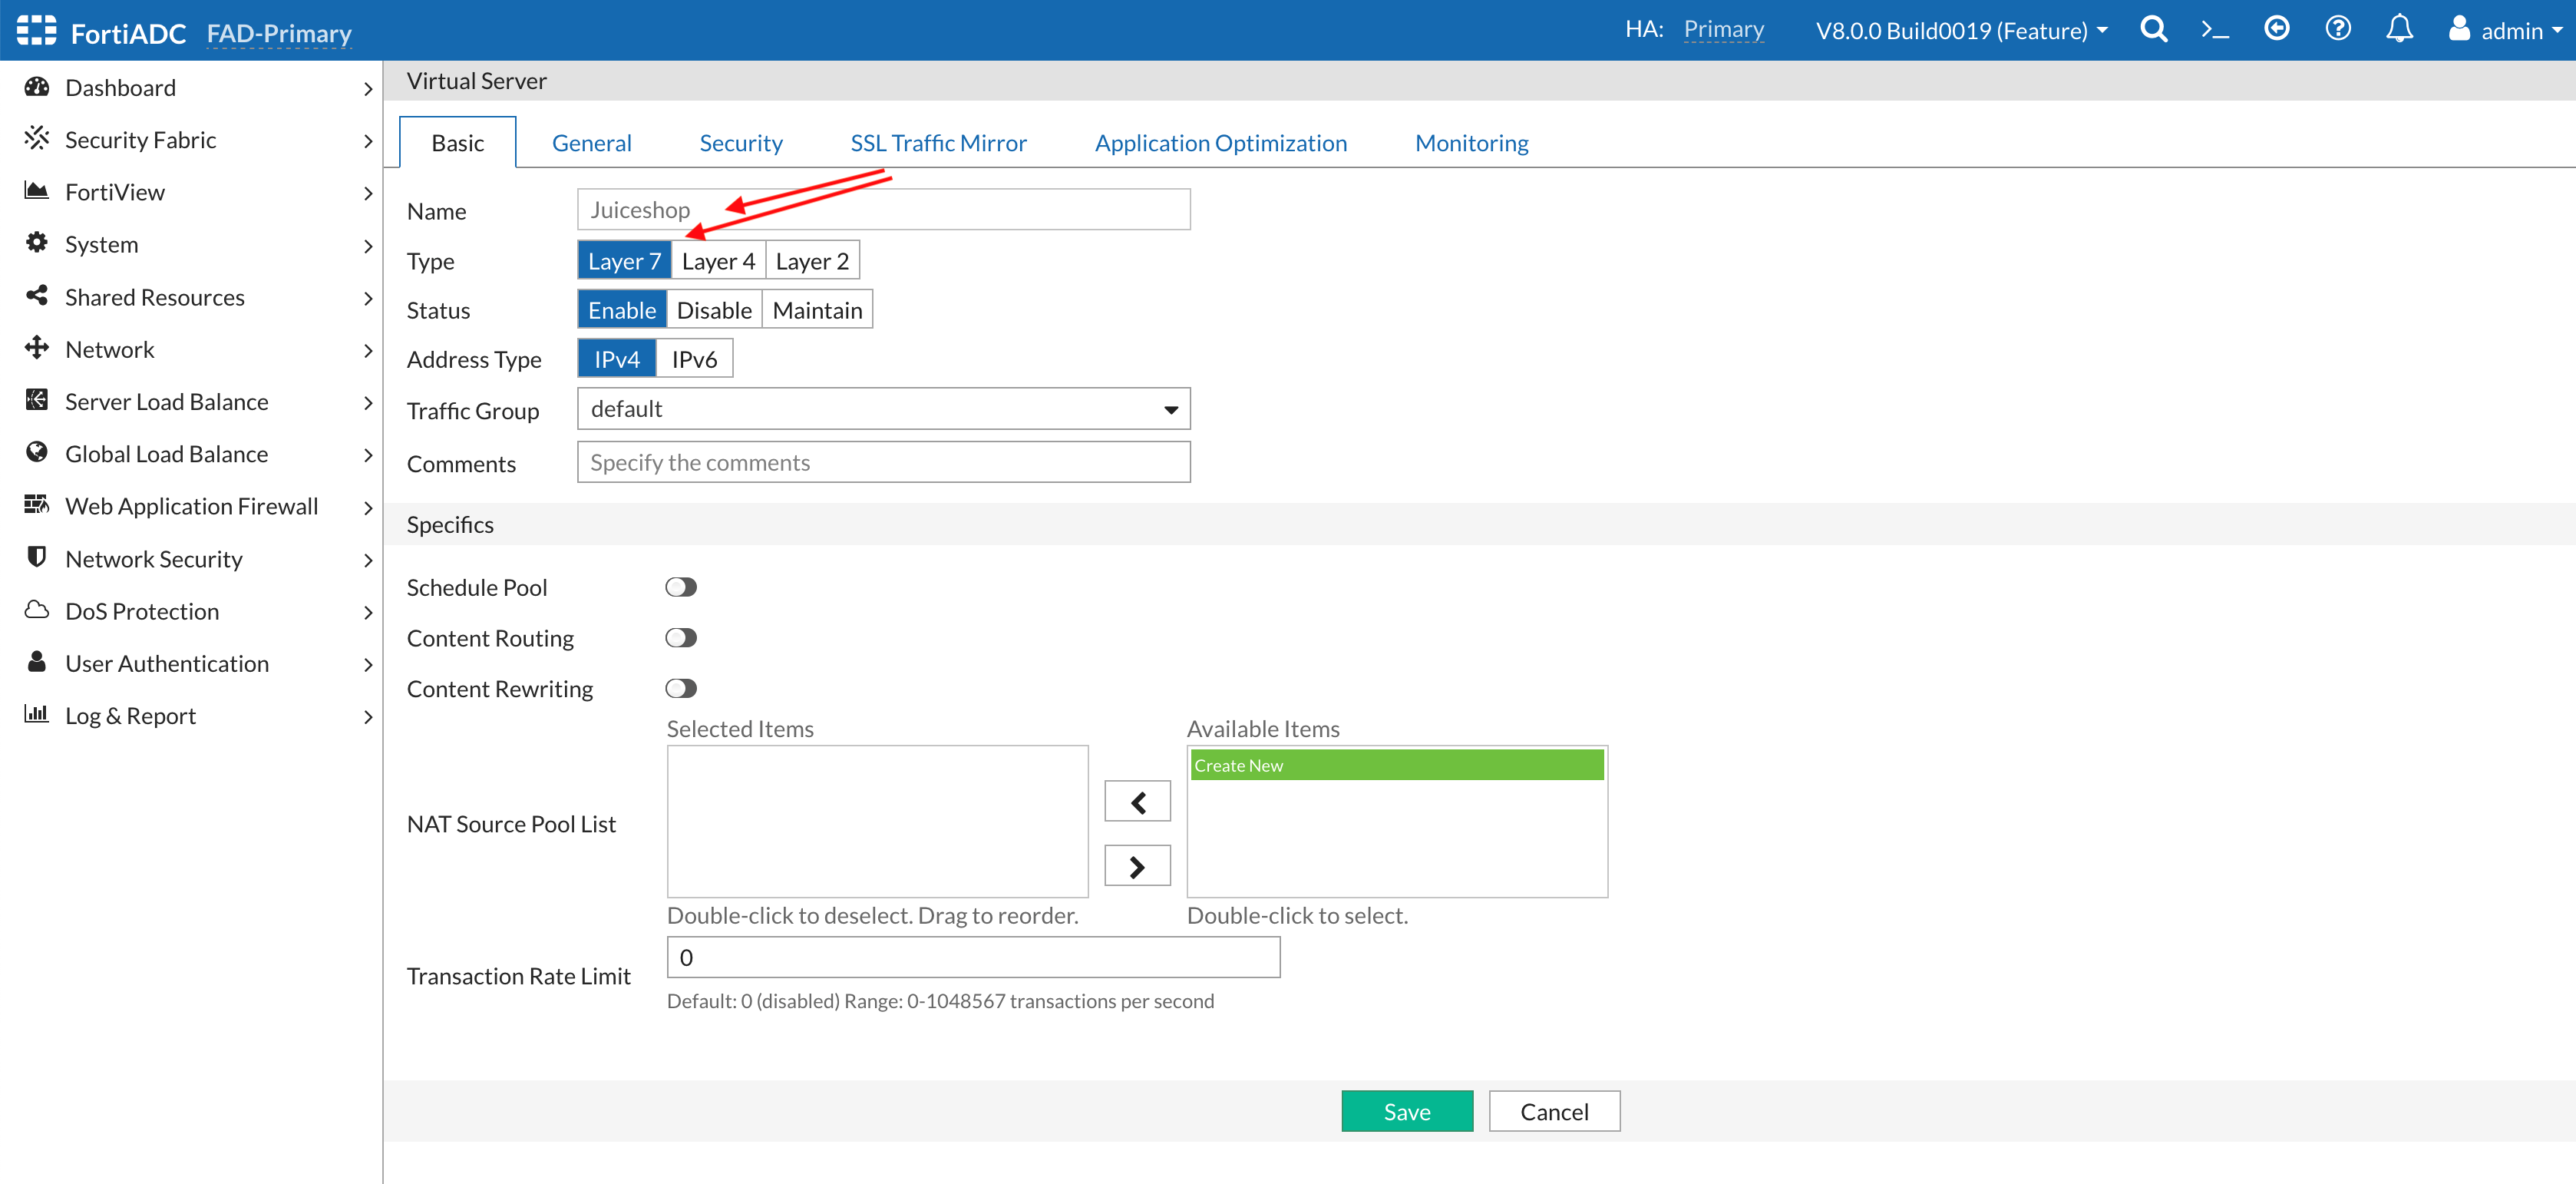 FortiADC FAD-Primary HA: Primary V8.0.0 Build0019 (Feature) admin
Dashboard
Security Fabric
FortiView
System
Shared Resources
Network
Server Load Balance
Global Load Balance
Web Application Firewall
Network Security
DoS Protection
User Authentication
Log & Report
Virtual Server
Basic General Security SSL Traffic Mirror Application Optimization Monitoring
Name Juiceshop
Type Layer 7 Layer 4 Layer 2
Status Enable Disable Maintain
Address Type IPv4 IPv6
Traffic Group default
Comments Specify the comments
Specifics
Schedule Pool
Content Routing
Content Rewriting
Selected Items Available Items
Create New
NAT Source Pool List
Double-click to deselect. Drag to reorder. Double-click to select.
Transaction Rate Limit 0
Default: 0 (disabled) Range: 0-1048567 transactions per second
Save Cancel